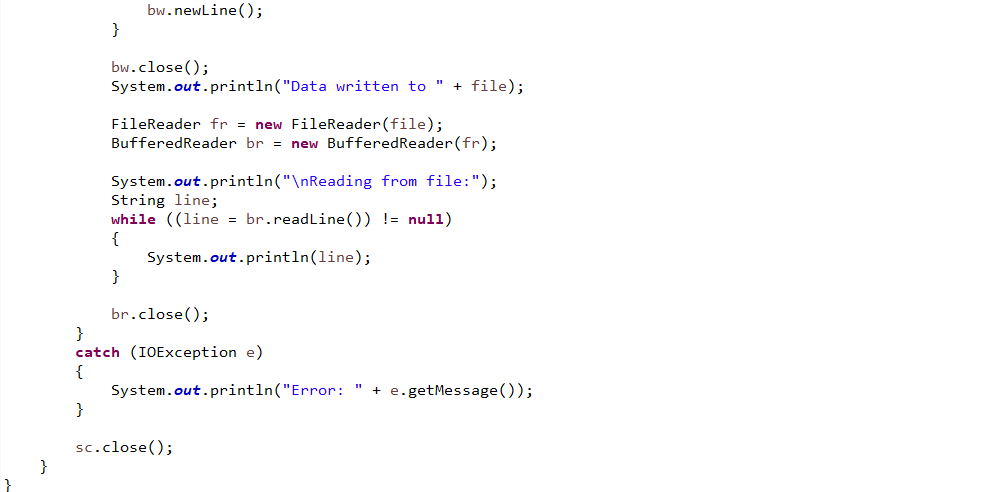 bw.newLine();
}
bw.close();
System.out.println("Data written to " + file);
FileReader fr = new FileReader(file);
BufferedReader br = new BufferedReader(fr);
System.out.println("\nReading from file:");
String line;
while ((line = br.readLine()) != null)
{
System.out.println(line);
}
br.close();
}
catch (IOException e)
{
System.out.println("Error: " + e.getMessage());
}
sc.close();
}
}